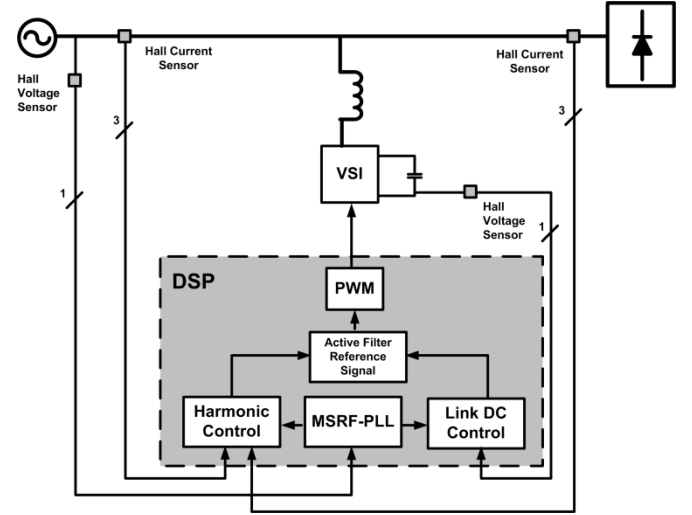 Hall Current
Sensor
Hall Current
Sensor
Hall
Voltage
Sensor
3
3
VSI
1
Hall
Voltage
Sensor
1
DSP
PWM
Active Filter
Reference
Signal
Harmonic
Control
MSRF-PLL
Link DC
Control